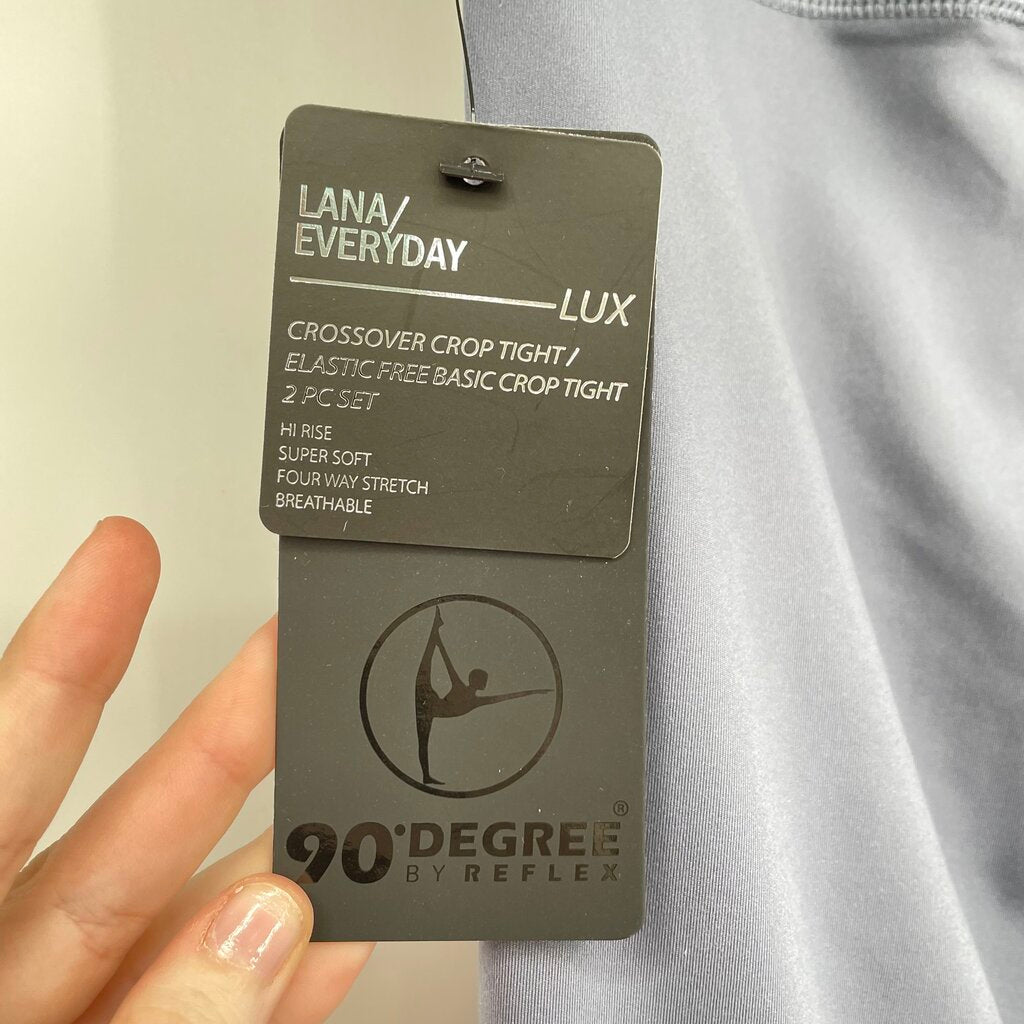 LANA/
EVERYDAY
LUX
CROSSOVER CROP TIGHT/
ELASTIC FREE BASIC CROP TIGHT
2 PC SET
HI RISE
SUPER SOFT
FOUR WAY STRETCH
BREATHABLE
90° DEGREE®
BY REFLEX